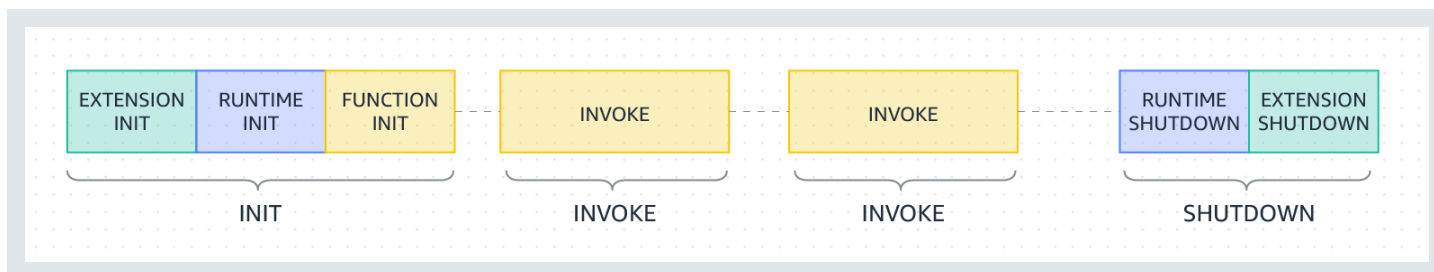 EXTENSION
INIT
RUNTIME
INIT
FUNCTION
INIT
INVOKE
INVOKE
RUNTIME
SHUTDOWN
EXTENSION
SHUTDOWN
INIT
INVOKE
INVOKE
SHUTDOWN